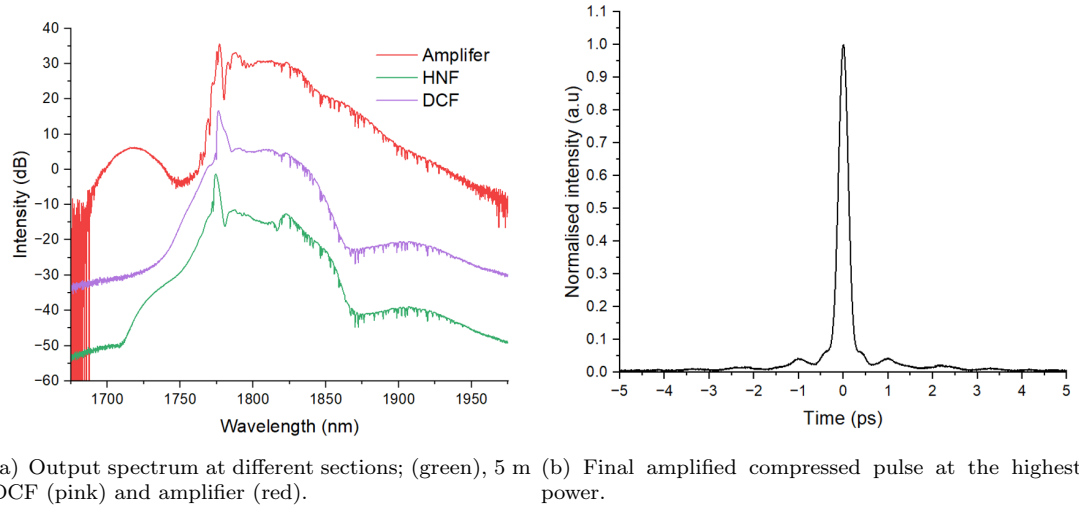 40
30
20
10
0
−10
−20
−30
−40
−50
−60
Intensity (dB)
Amplifer
HNF
DCF
1700 1750 1800 1850 1900 1950
Wavelength (nm)
1.1
1.0
0.9
0.8
0.7
0.6
0.5
0.4
0.3
0.2
0.1
0.0
Normalised intensity (a.u)
−5 −4 −3 −2 −1 0 1 2 3 4 5
Time (ps)
a) Output spectrum at different sections; (green), 5 m
DCF (pink) and amplifier (red).
(b) Final amplified compressed pulse at the highest
power.